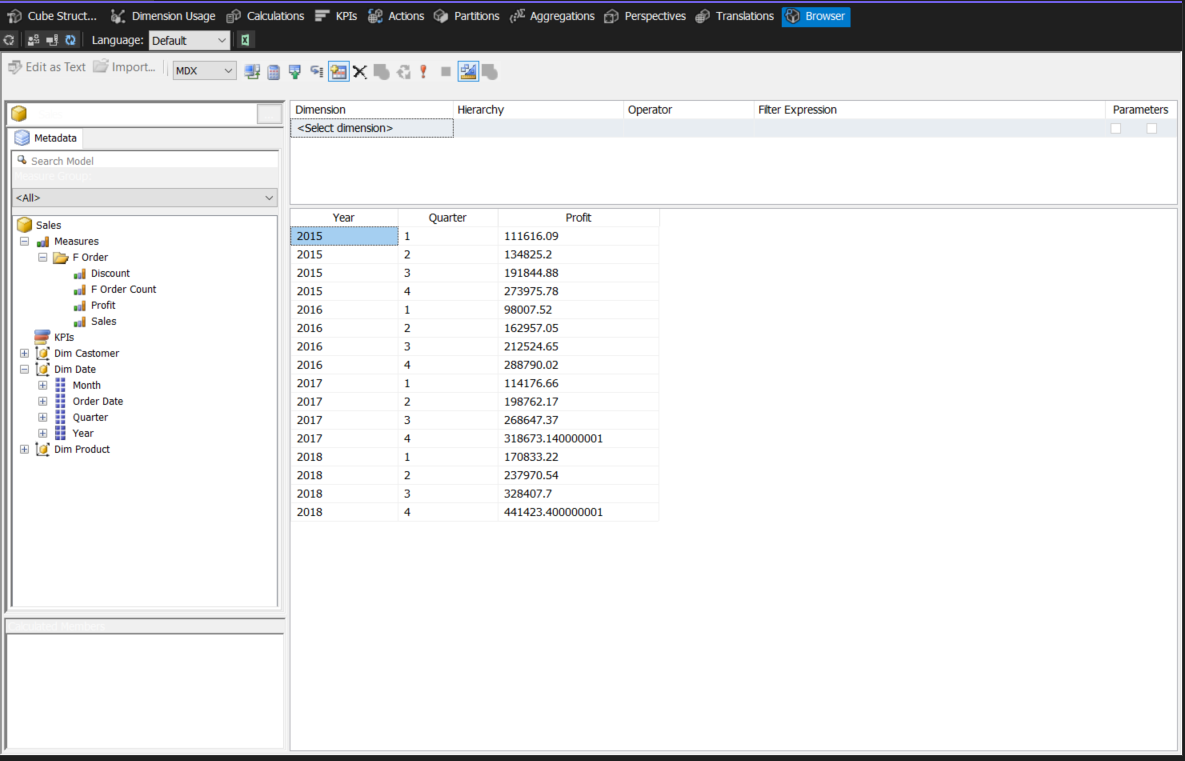 Cube Struct... Dimension Usage Calculations KPIs Actions Partitions Aggregations Perspectives Translations Browser
Language: Default
Edit as Text Import... MDX
Dimension Hierarchy Operator Filter Expression Parameters
<Select dimension>
Metadata
Search Model
Measure Group:
<All>
Sales
Measures
F Order
Discount
F Order Count
Profit
Sales
KPIs
Dim Castomer
Dim Date
Month
Order Date
Quarter
Year
Dim Product
Calculated Members
Year Quarter Profit
2015 1 111616.09
2015 2 134825.2
2015 3 191844.88
2015 4 273975.78
2016 1 98007.52
2016 2 162957.05
2016 3 212524.65
2016 4 288790.02
2017 1 114176.66
2017 2 198762.17
2017 3 268647.37
2017 4 318673.140000001
2018 1 170833.22
2018 2 237970.54
2018 3 328407.7
2018 4 441423.400000001